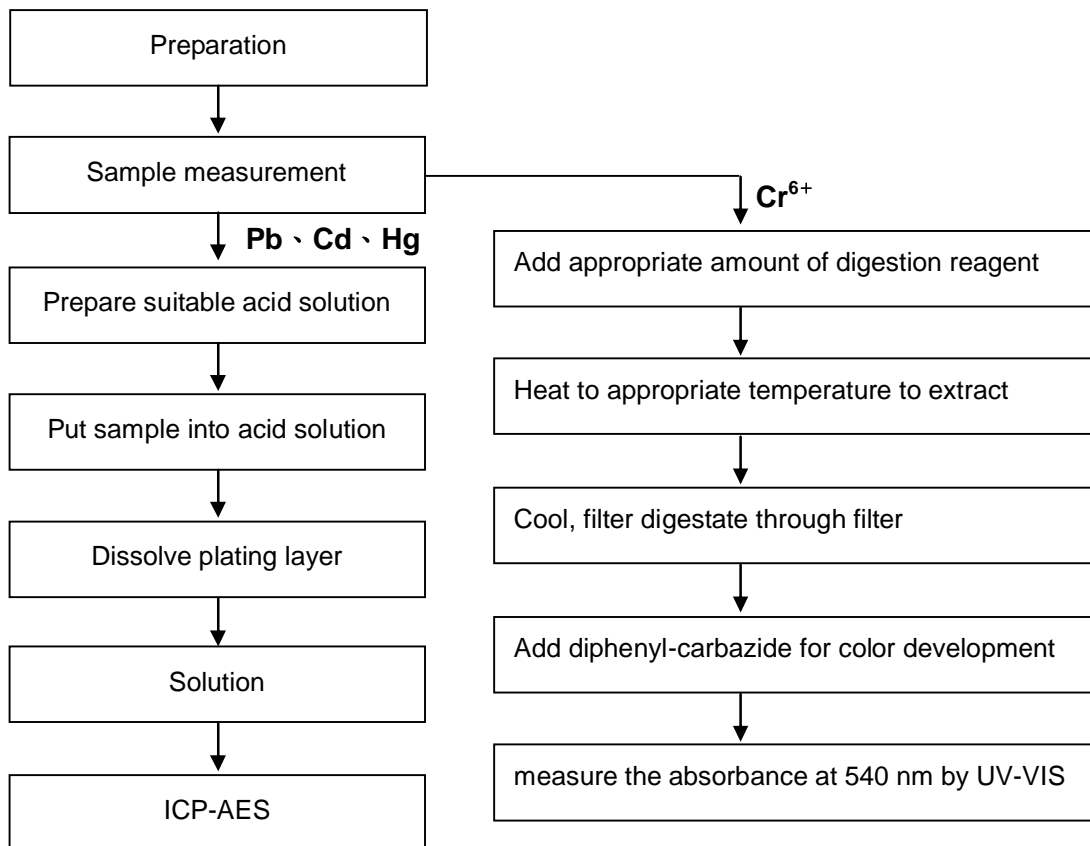 Preparation
Sample measurement
Pb、Cd、Hg
Prepare suitable acid solution
Put sample into acid solution
Dissolve plating layer
Solution
ICP-AES
Cr⁶⁺
Add appropriate amount of digestion reagent
Heat to appropriate temperature to extract
Cool, filter digestate through filter
Add diphenyl-carbazide for color development
measure the absorbance at 540 nm by UV-VIS